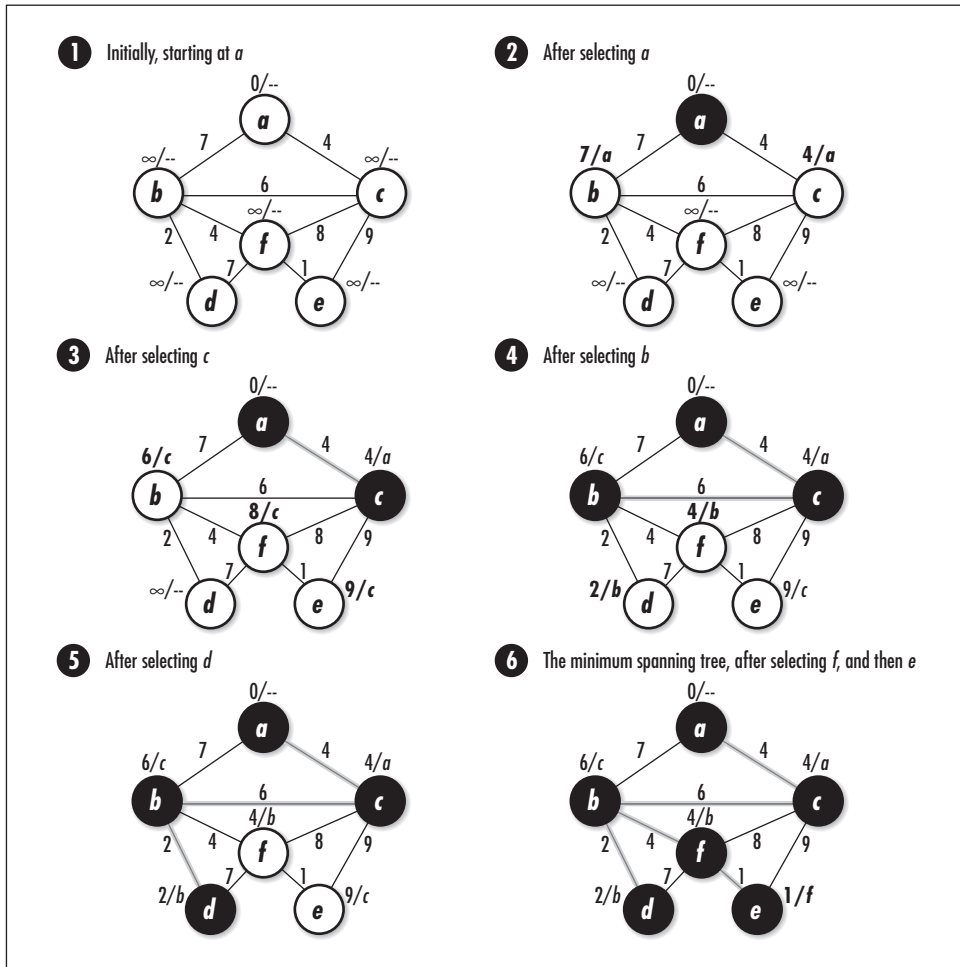 1 Initially, starting at a
0/--
a
7 4
∞/-- ∞/--
b 6 c
∞/--
2 4 f 8 9
7 1
∞/-- d e ∞/--
2 After selecting a
0/--
a
7 4
7/a 4/a
b 6 c
∞/--
2 4 f 8 9
7 1
∞/-- d e ∞/--
3 After selecting c
0/--
a
7 4
6/c 4/a
b 6 c
8/c
2 4 f 8 9
7 1
∞/-- d e 9/c
4 After selecting b
0/--
a
7 4
6/c 4/a
b 6 c
4/b
2 4 f 8 9
7 1
2/b d e 9/c
5 After selecting d
0/--
a
7 4
6/c 4/a
b 6 c
4/b
2 4 f 8 9
7 1
2/b d e 9/c
6 The minimum spanning tree, after selecting f, and then e
0/--
a
7 4
6/c 4/a
b 6 c
4/b
2 4 f 8 9
7 1
2/b d e 1/f